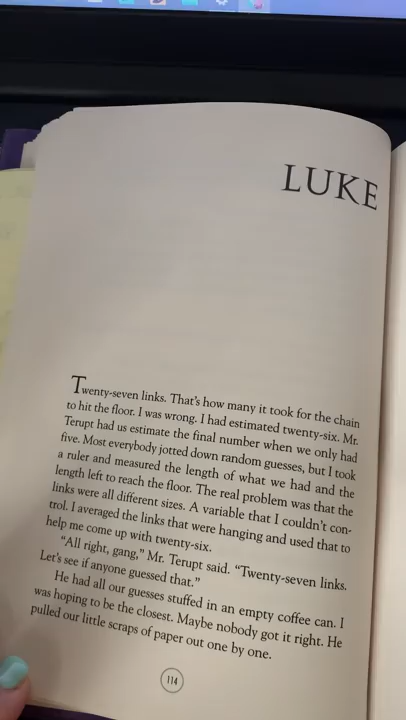 LUKE
Twenty-seven links. That's how many it took for the chain
to hit the floor. I was wrong. I had estimated twenty-six. Mr.
Terupt had us estimate the final number when we only had
five. Most everybody jotted down random guesses, but I took
a ruler and measured the length of what we had and the
length left to reach the floor. The real problem was that the
links were all different sizes. A variable that I couldn't con-
trol. I averaged the links that were hanging and used that to
help me come up with twenty-six.
"All right, gang," Mr. Terupt said. "Twenty-seven links.
Let's see if anyone guessed that."
He had all our guesses stuffed in an empty coffee can. I
was hoping to be the closest. Maybe nobody got it right. He
pulled our little scraps of paper out one by one.
114